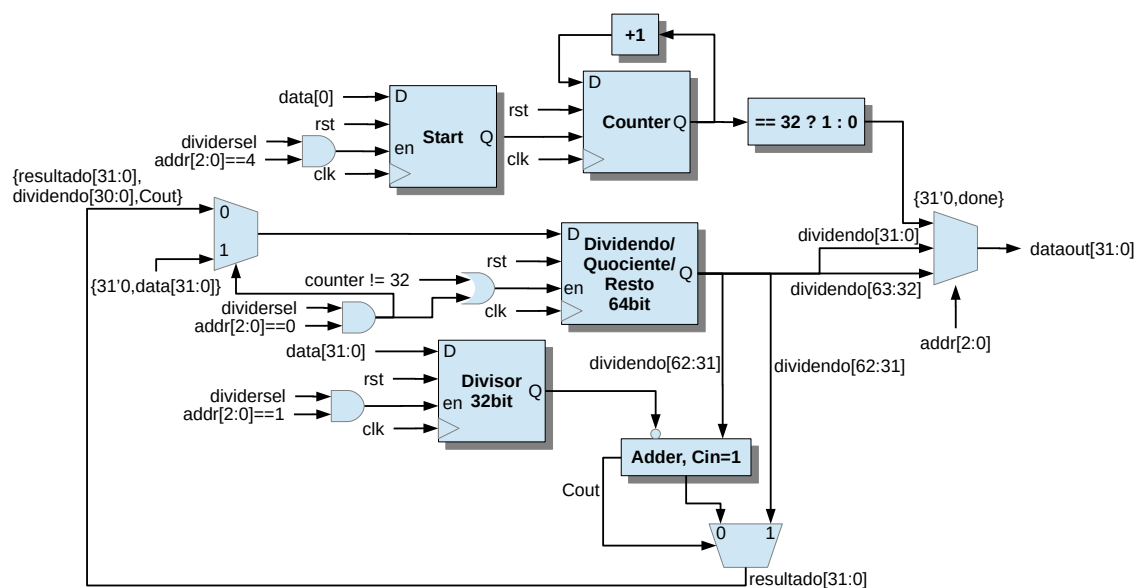 +1
D
rst
Counter
Q
clk
== 32 ? 1 : 0
data[0]
D
rst
Start
Q
dividersel
addr[2:0]==4
en
clk
{resultado[31:0],
dividendo[30:0],Cout}
0
1
{31'0,data[31:0]}
D
Dividendo/
Quociente/
Resto
64bit
Q
rst
counter != 32
en
clk
dividersel
addr[2:0]==0
{31'0,done}
dividendo[31:0]
dividendo[63:32]
dataout[31:0]
addr[2:0]
data[31:0]
D
rst
Divisor
32bit
Q
dividersel
addr[2:0]==1
en
clk
dividendo[62:31]
dividendo[62:31]
Adder, Cin=1
Cout
0
1
resultado[31:0]